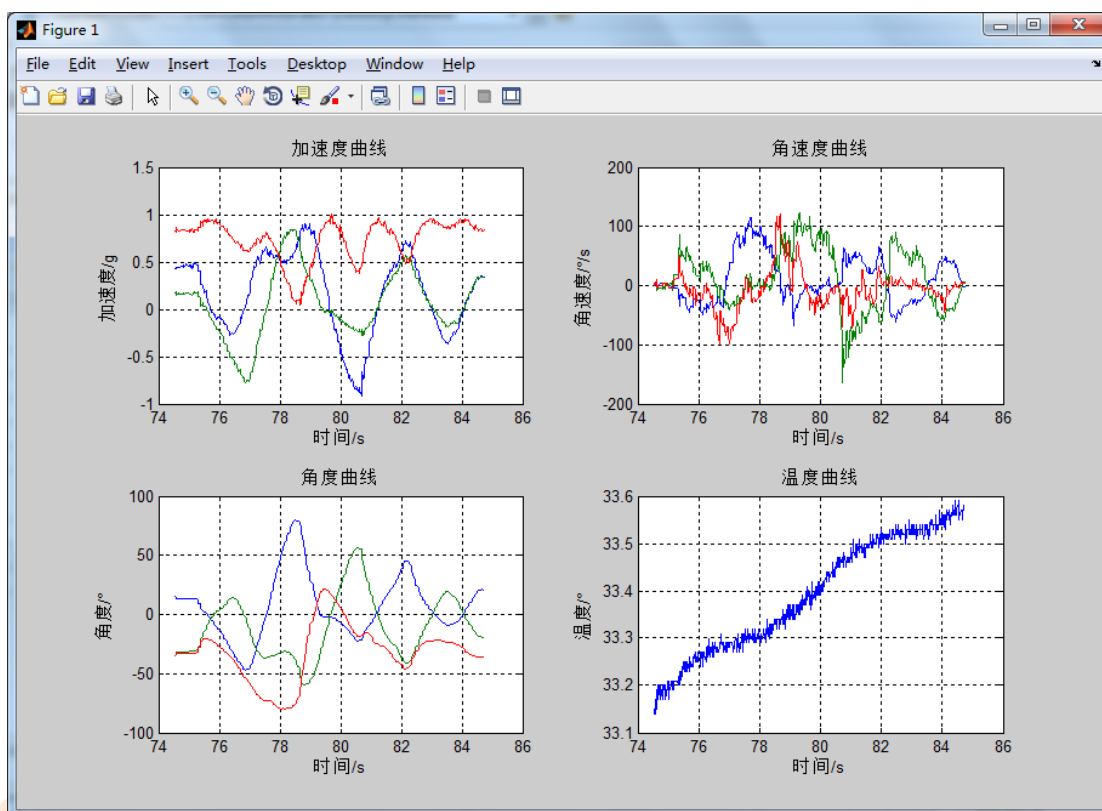 Figure 1
File Edit View Insert Tools Desktop Window Help
加速度曲线
1.5
1
0.5
0
-0.5
-1
加速度/g
74 76 78 80 82 84 86
时间/s
角速度曲线
200
100
0
-100
-200
角速度/°/s
74 76 78 80 82 84 86
时间/s
角度曲线
100
50
0
-50
-100
角度/°
74 76 78 80 82 84 86
时间/s
温度曲线
33.6
33.5
33.4
33.3
33.2
33.1
温度/°
74 76 78 80 82 84 86
时间/s